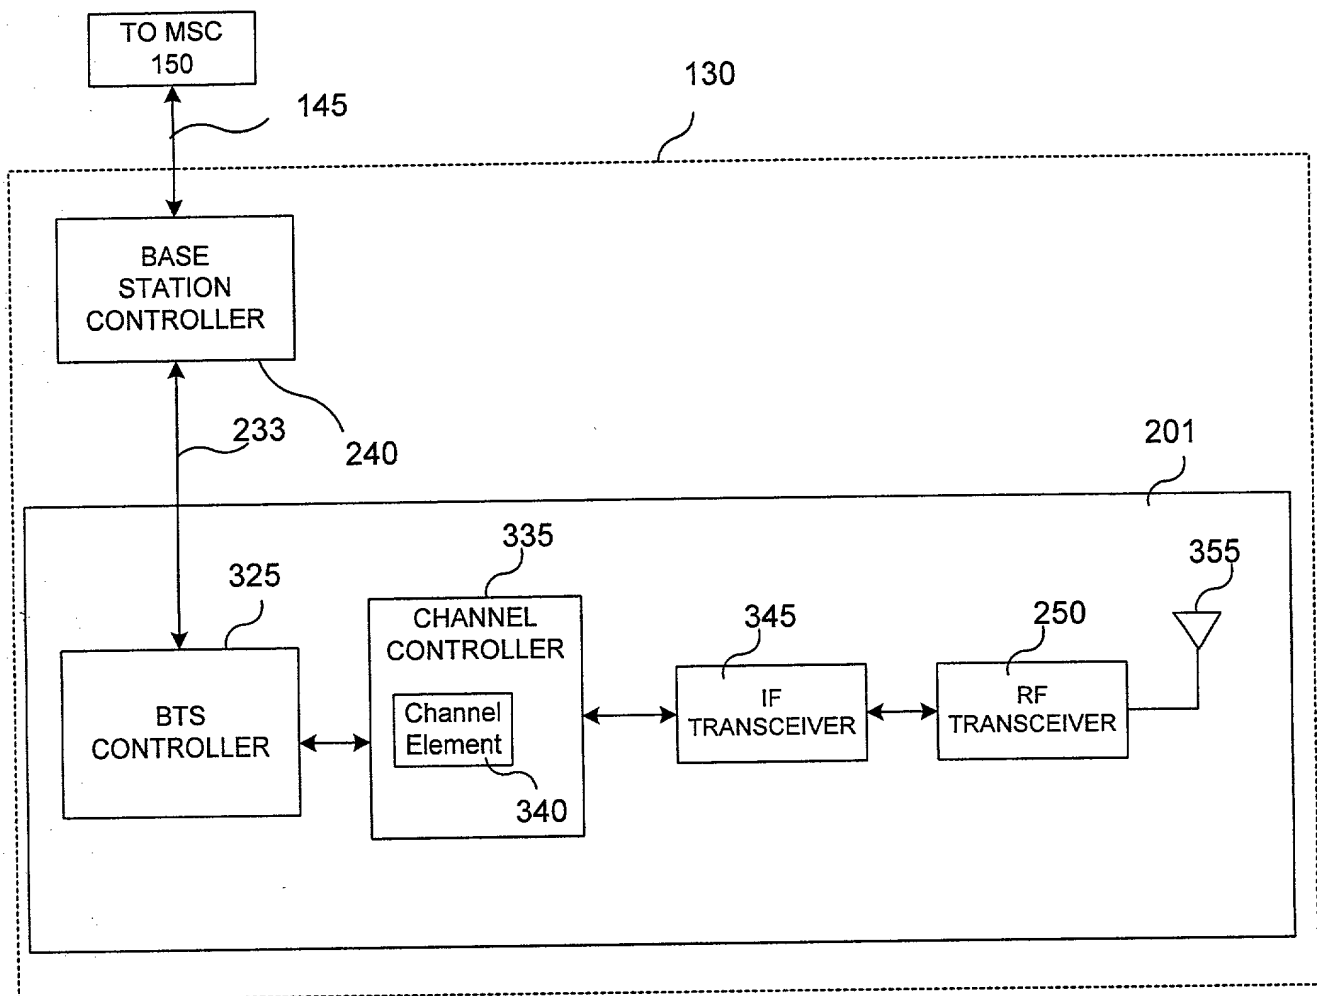 TO MSC
150
130
145
BASE
STATION
CONTROLLER
233
240
201
335
355
325
CHANNEL
CONTROLLER
345
250
BTS
CONTROLLER
Channel
Element
IF
TRANSCEIVER
RF
TRANSCEIVER
340